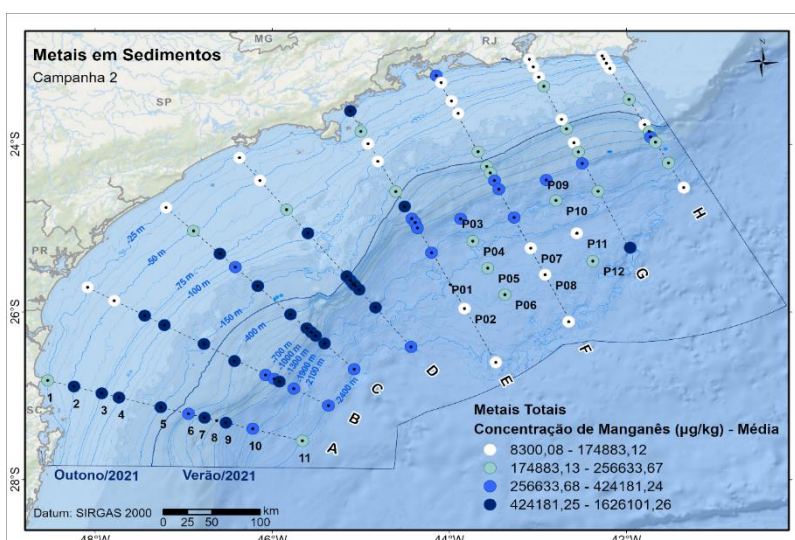 Metais em Sedimentos
Campanha 2
MG
RJ
SP
PR
SC
24°S
26°S
28°S
-25 m
-50 m
-75 m
-100 m
-150 m
-400 m
-700 m
-1000 m
-1300 m
-1900 m
-2100 m
-2400 m
P01
P02
P03
P04
P05
P06
P07
P08
P09
P10
P11
P12
A
B
C
D
E
F
G
H
1
2
3
4
5
6
7
8
9
10
11
Outono/2021
Verão/2021
Metais Totais
Concentração de Manganês (µg/kg) - Média
8300,08 - 174883,12
174883,13 - 256633,67
256633,68 - 424181,24
424181,25 - 1626101,26
Datum: SIRGAS 2000
0 25 50 100
km
48°W
46°W
44°W
42°W